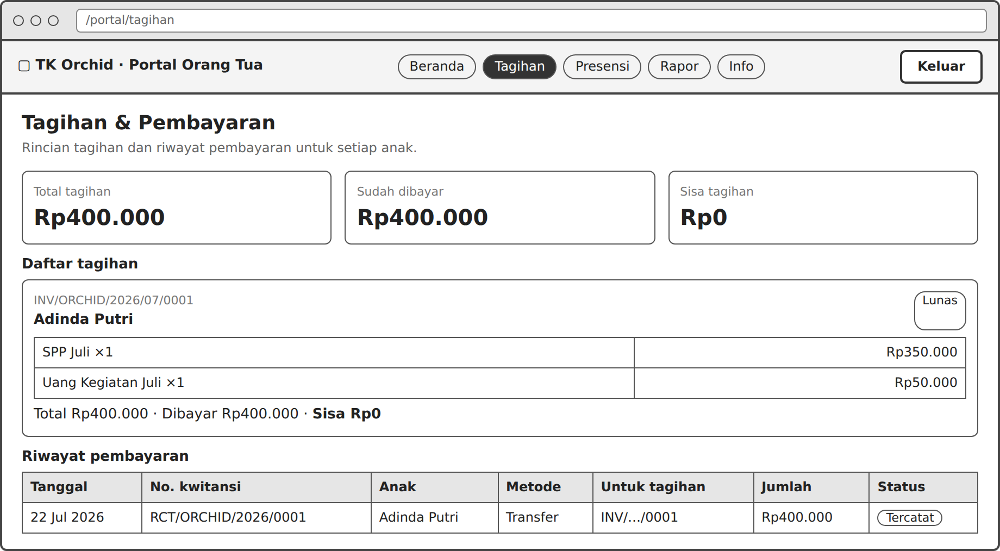 /portal/tagihan
▢ TK Orchid · Portal Orang Tua
Beranda
Tagihan
Presensi
Rapor
Info
Keluar
Tagihan & Pembayaran
Rincian tagihan dan riwayat pembayaran untuk setiap anak.
Total tagihan
Rp400.000
Sudah dibayar
Rp400.000
Sisa tagihan
Rp0
Daftar tagihan
INV/ORCHID/2026/07/0001
Lunas
Adinda Putri
SPP Juli ×1 Rp350.000
Uang Kegiatan Juli ×1 Rp50.000
Total Rp400.000 · Dibayar Rp400.000 · Sisa Rp0
Riwayat pembayaran
Tanggal No. kwitansi Anak Metode Untuk tagihan Jumlah Status
22 Jul 2026 RCT/ORCHID/2026/0001 Adinda Putri Transfer INV/…/0001 Rp400.000 Tercatat